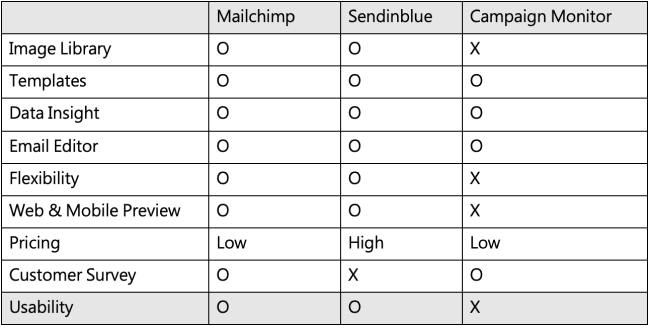 Mailchimp Sendinblue Campaign Monitor
Image Library O O X
Templates O O O
Data Insight O O O
Email Editor O O O
Flexibility O O X
Web & Mobile Preview O O X
Pricing Low High Low
Customer Survey O X O
Usability O O X